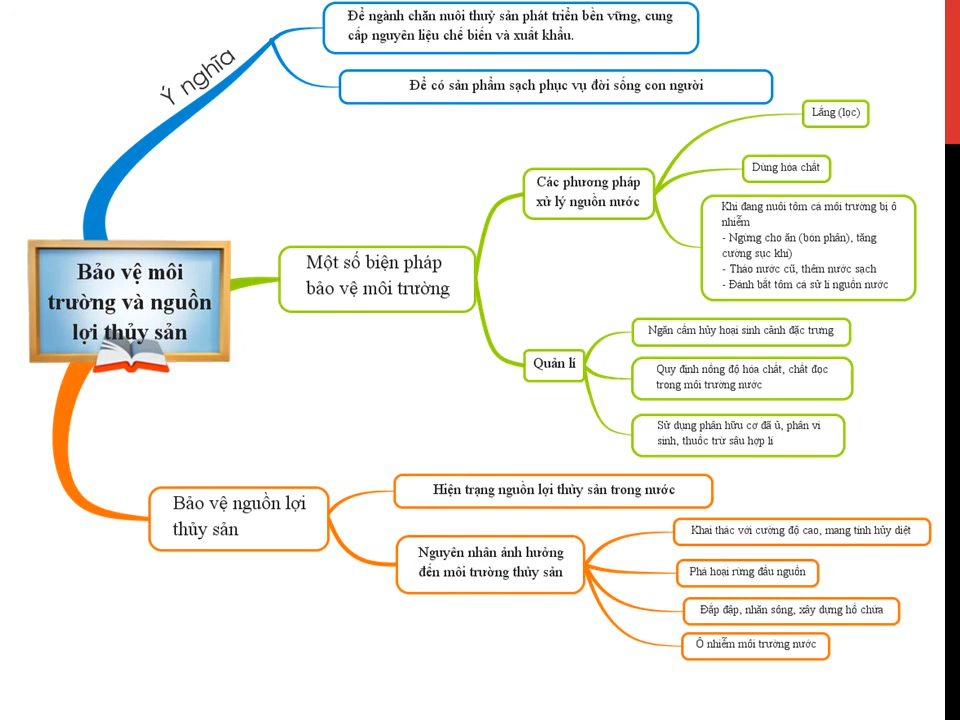 Ý nghĩa
Để ngành chăn nuôi thuỷ sản phát triển bền vững, cung
cấp nguyên liệu chế biến và xuất khẩu.
Để có sản phẩm sạch phục vụ đời sống con người
Bảo vệ môi
trường và nguồn
lợi thủy sản
Một số biện pháp
bảo vệ môi trường
Các phương pháp
xử lý nguồn nước
Lắng (lọc)
Dùng hóa chất
Khi đang nuôi tôm cá môi trường bị ô
nhiễm
- Ngừng cho ăn (bón phân), tăng
cường sục khí)
- Tháo nước cũ, thêm nước sạch
- Đánh bắt tôm cá sử lí nguồn nước
Quản lí
Ngăn cấm hủy hoại sinh cảnh đặc trưng
Quy định nồng độ hóa chất, chất đọc
trong môi trường nước
Sử dụng phân hữu cơ đã ủ, phân vi
sinh, thuốc trừ sâu hợp lí
Bảo vệ nguồn lợi
thủy sản
Hiện trạng nguồn lợi thủy sản trong nước
Nguyên nhân ảnh hưởng
đến môi trường thủy sản
Khai thác với cường độ cao, mang tính hủy diệt
Phá hoại rừng đầu nguồn
Đắp đập, nhăn sông, xây dựng hồ chứa
Ô nhiễm môi trường nước